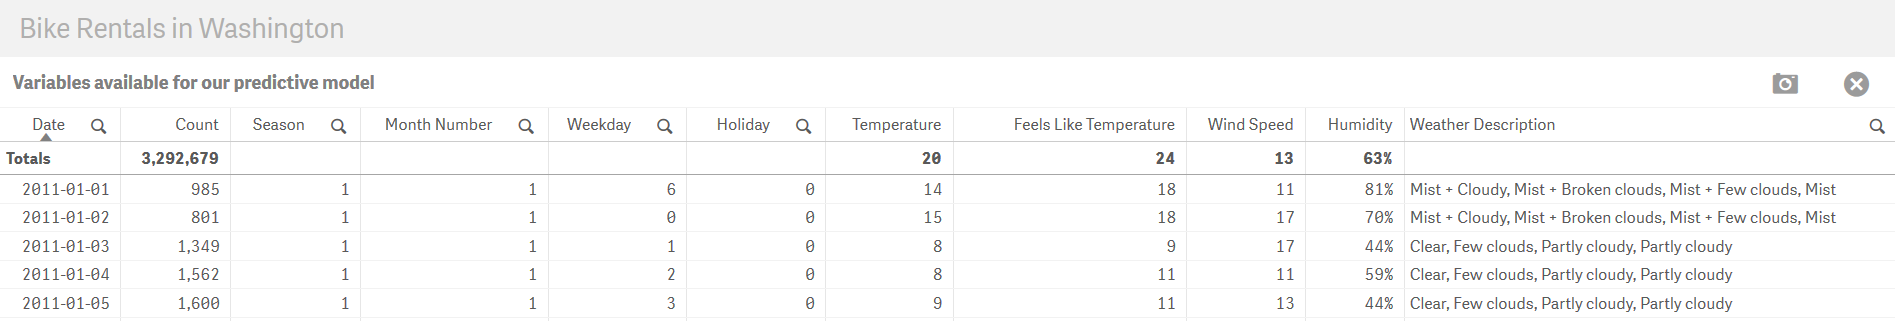 Bike Rentals in Washington
Variables available for our predictive model
Date Count Season Month Number Weekday Holiday Temperature Feels Like Temperature Wind Speed Humidity Weather Description
Totals 3,292,679 20 24 13 63%
2011-01-01 985 1 1 6 0 14 18 11 81% Mist + Cloudy, Mist + Broken clouds, Mist + Few clouds, Mist
2011-01-02 801 1 1 0 0 15 18 17 70% Mist + Cloudy, Mist + Broken clouds, Mist + Few clouds, Mist
2011-01-03 1,349 1 1 1 0 8 9 17 44% Clear, Few clouds, Partly cloudy, Partly cloudy
2011-01-04 1,562 1 1 2 0 8 11 11 59% Clear, Few clouds, Partly cloudy, Partly cloudy
2011-01-05 1,600 1 1 3 0 9 11 13 44% Clear, Few clouds, Partly cloudy, Partly cloudy